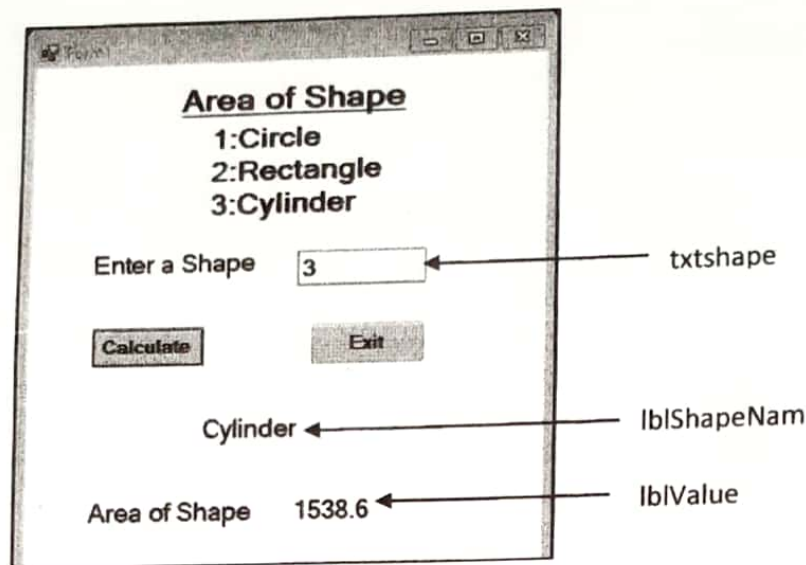 Form1
Area of Shape
1:Circle
2:Rectangle
3:Cylinder
Enter a Shape 3 txtshape
Calculate Exit
Cylinder lblShapeNam
Area of Shape 1538.6 lblValue